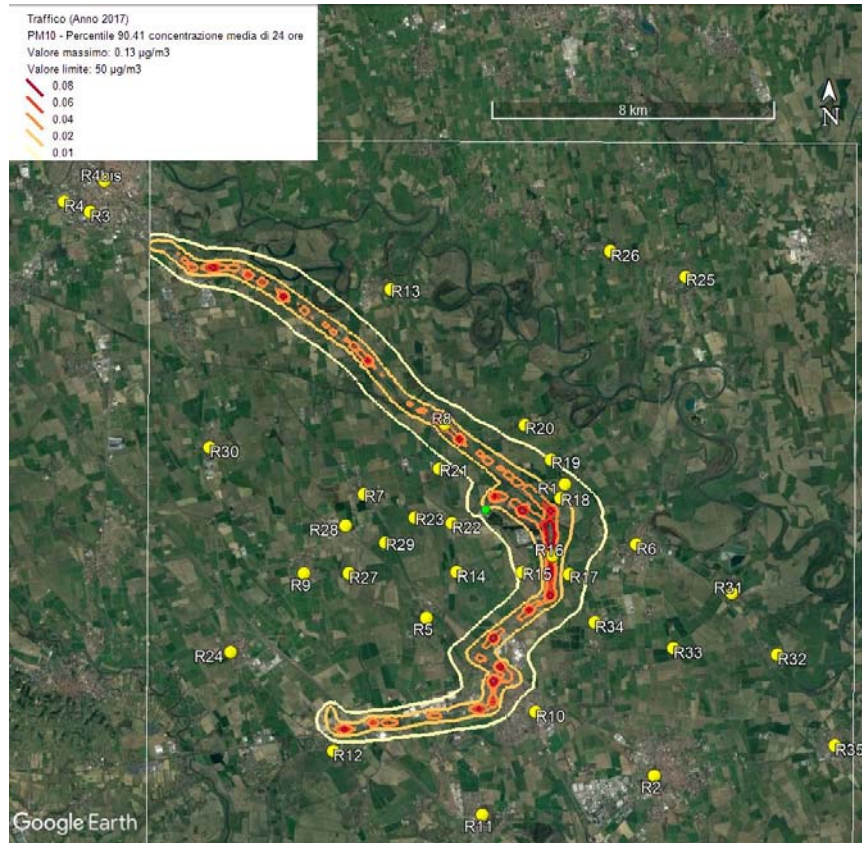 Traffico (Anno 2017)
PM10 - Percentile 90.41 concentrazione media di 24 ore
Valore massimo: 0.13 µg/m3
Valore limite: 50 µg/m3
0.08
0.06
0.04
0.02
0.01
8 km
N
R4bis
R4
R3
R26
R25
R13
R8
R20
R30
R19
R21
R1
R7
R18
R23
R22
R28
R29
R16
R6
R9
R27
R14
R15
R17
R31
R5
R34
R24
R33
R32
R10
R12
R35
R2
R11
Google Earth